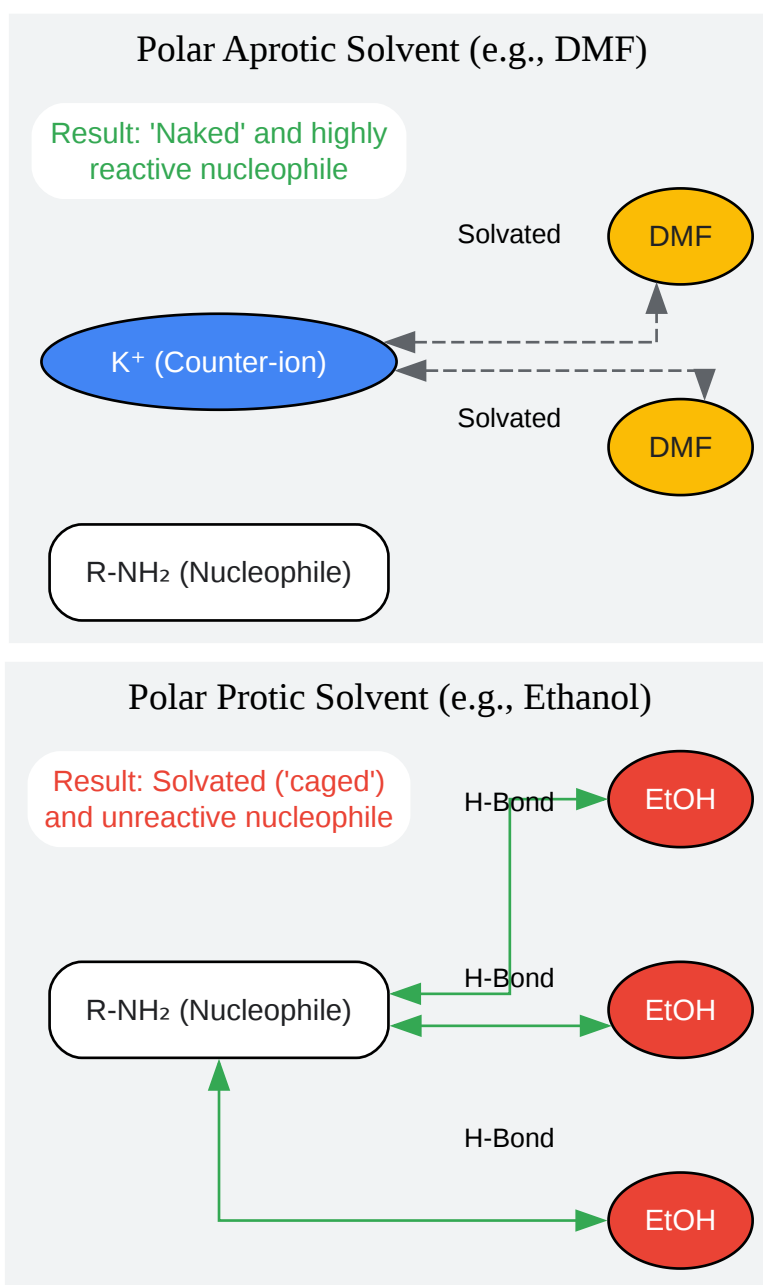 Polar Aprotic Solvent (e.g., DMF)
Result: 'Naked' and highly
reactive nucleophile
Solvated
DMF
K⁺ (Counter-ion)
Solvated
DMF
R-NH₂ (Nucleophile)
Polar Protic Solvent (e.g., Ethanol)
Result: Solvated ('caged')
and unreactive nucleophile
H-Bond
EtOH
H-Bond
R-NH₂ (Nucleophile)
EtOH
H-Bond
EtOH